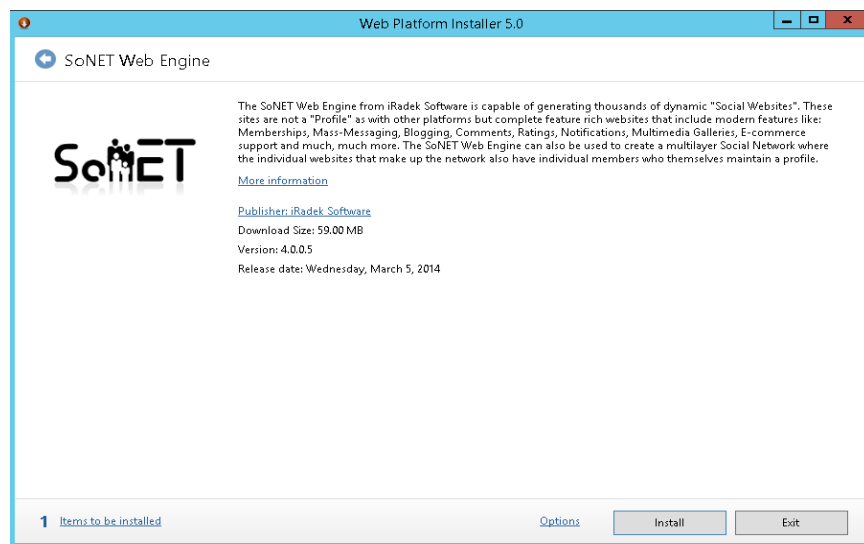 Web Platform Installer 5.0
SoNET Web Engine
The SoNET Web Engine from iRadek Software is capable of generating thousands of dynamic "Social Websites". These
sites are not a "Profile" as with other platforms but complete feature rich websites that include modern features like:
Memberships, Mass-Messaging, Blogging, Comments, Ratings, Notifications, Multimedia Galleries, E-commerce
support and much, much more. The SoNET Web Engine can also be used to create a multilayer Social Network where
the individual websites that make up the network also have individual members who themselves maintain a profile.
SoNET
More information
Publisher: iRadek Software
Download Size: 59.00 MB
Version: 4.0.0.5
Release date: Wednesday, March 5, 2014
1 Items to be installed
Options
Install
Exit